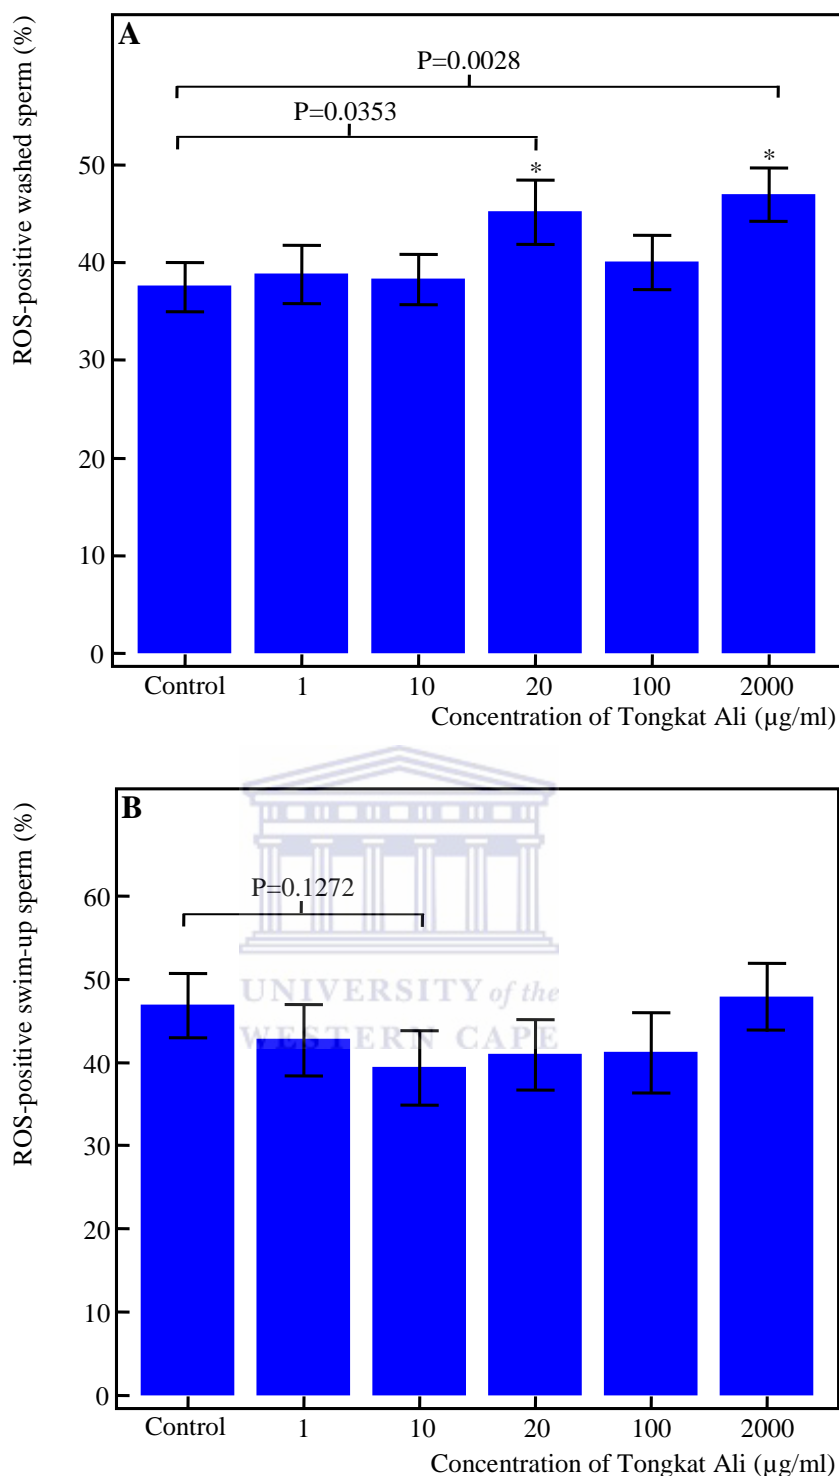 A
ROS-positive washed sperm (%)
P=0.0028
P=0.0353
* *
50
40
30
20
10
0
Control 1 10 20 100 2000
Concentration of Tongkat Ali (µg/ml)
B
ROS-positive swim-up sperm (%)
P=0.1272
60
50
40
30
20
10
0
UNIVERSITY of the
WESTERN CAPE
Control 1 10 20 100 2000
Concentration of Tongkat Ali (µg/ml)